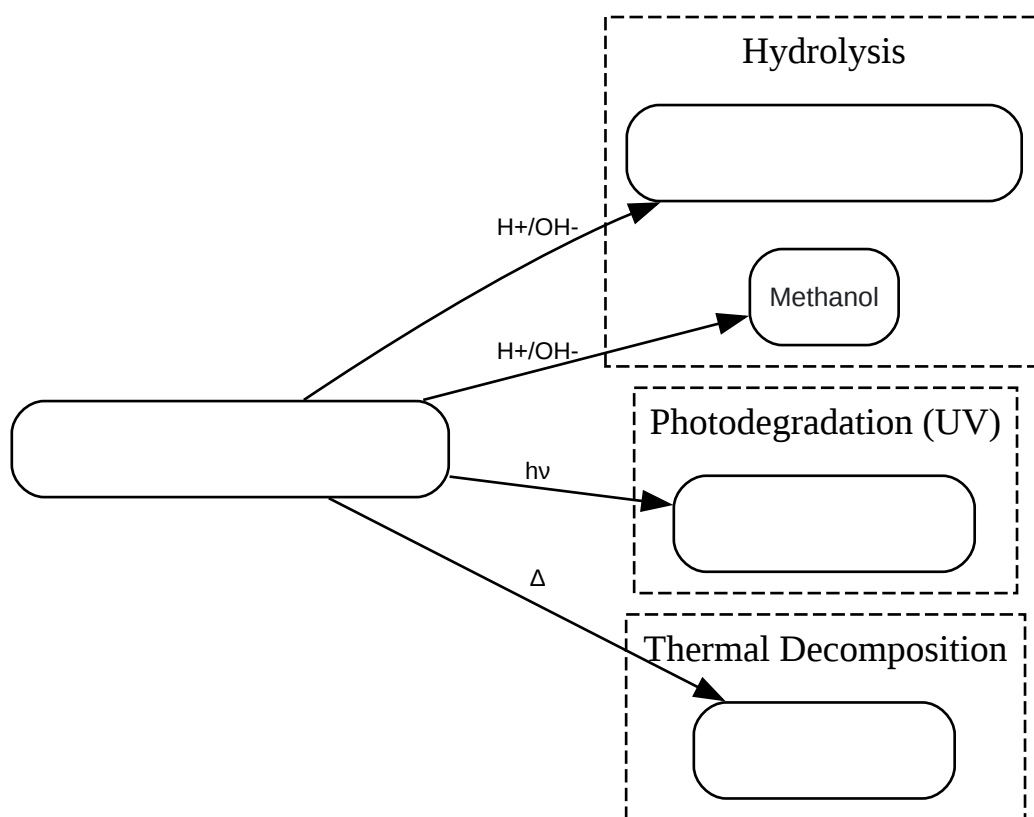 Hydrolysis
H+/OH-
Methanol
H+/OH-
Photodegradation (UV)
hν
Δ
Thermal Decomposition